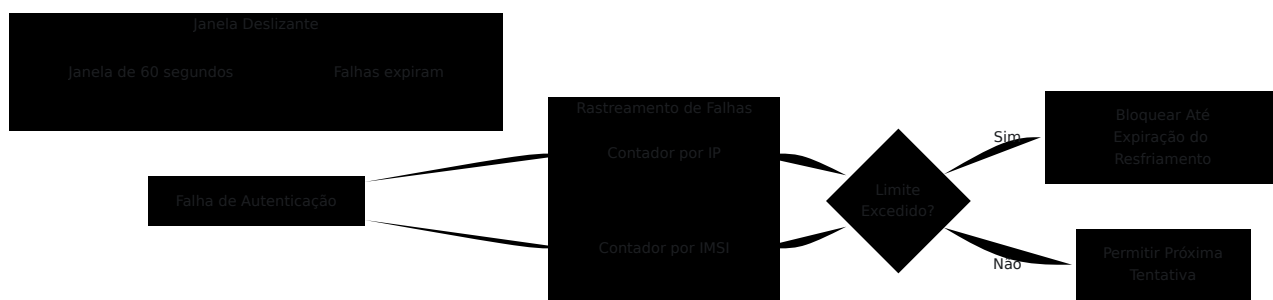 Janela Deslizante
Janela de 60 segundos
Falhas expiram
Falha de Autenticação
Rastreamento de Falhas
Contador por IP
Contador por IMSI
Limite
Excedido?
Sim
Bloquear Até
Expiração do
Resfriamento
Não
Permitir Próxima
Tentativa